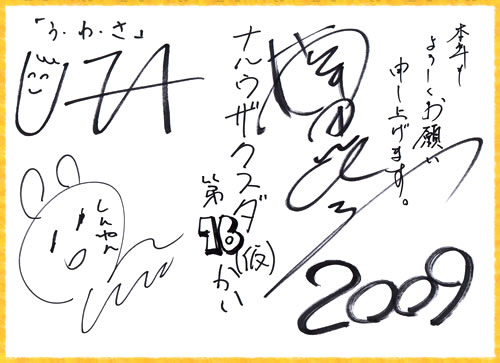 本年も
よろしくお願い
申し上げます。
2009
ナルウザクスダ(仮)
第16かい
「う・わ・さ」
UZA
しんやん